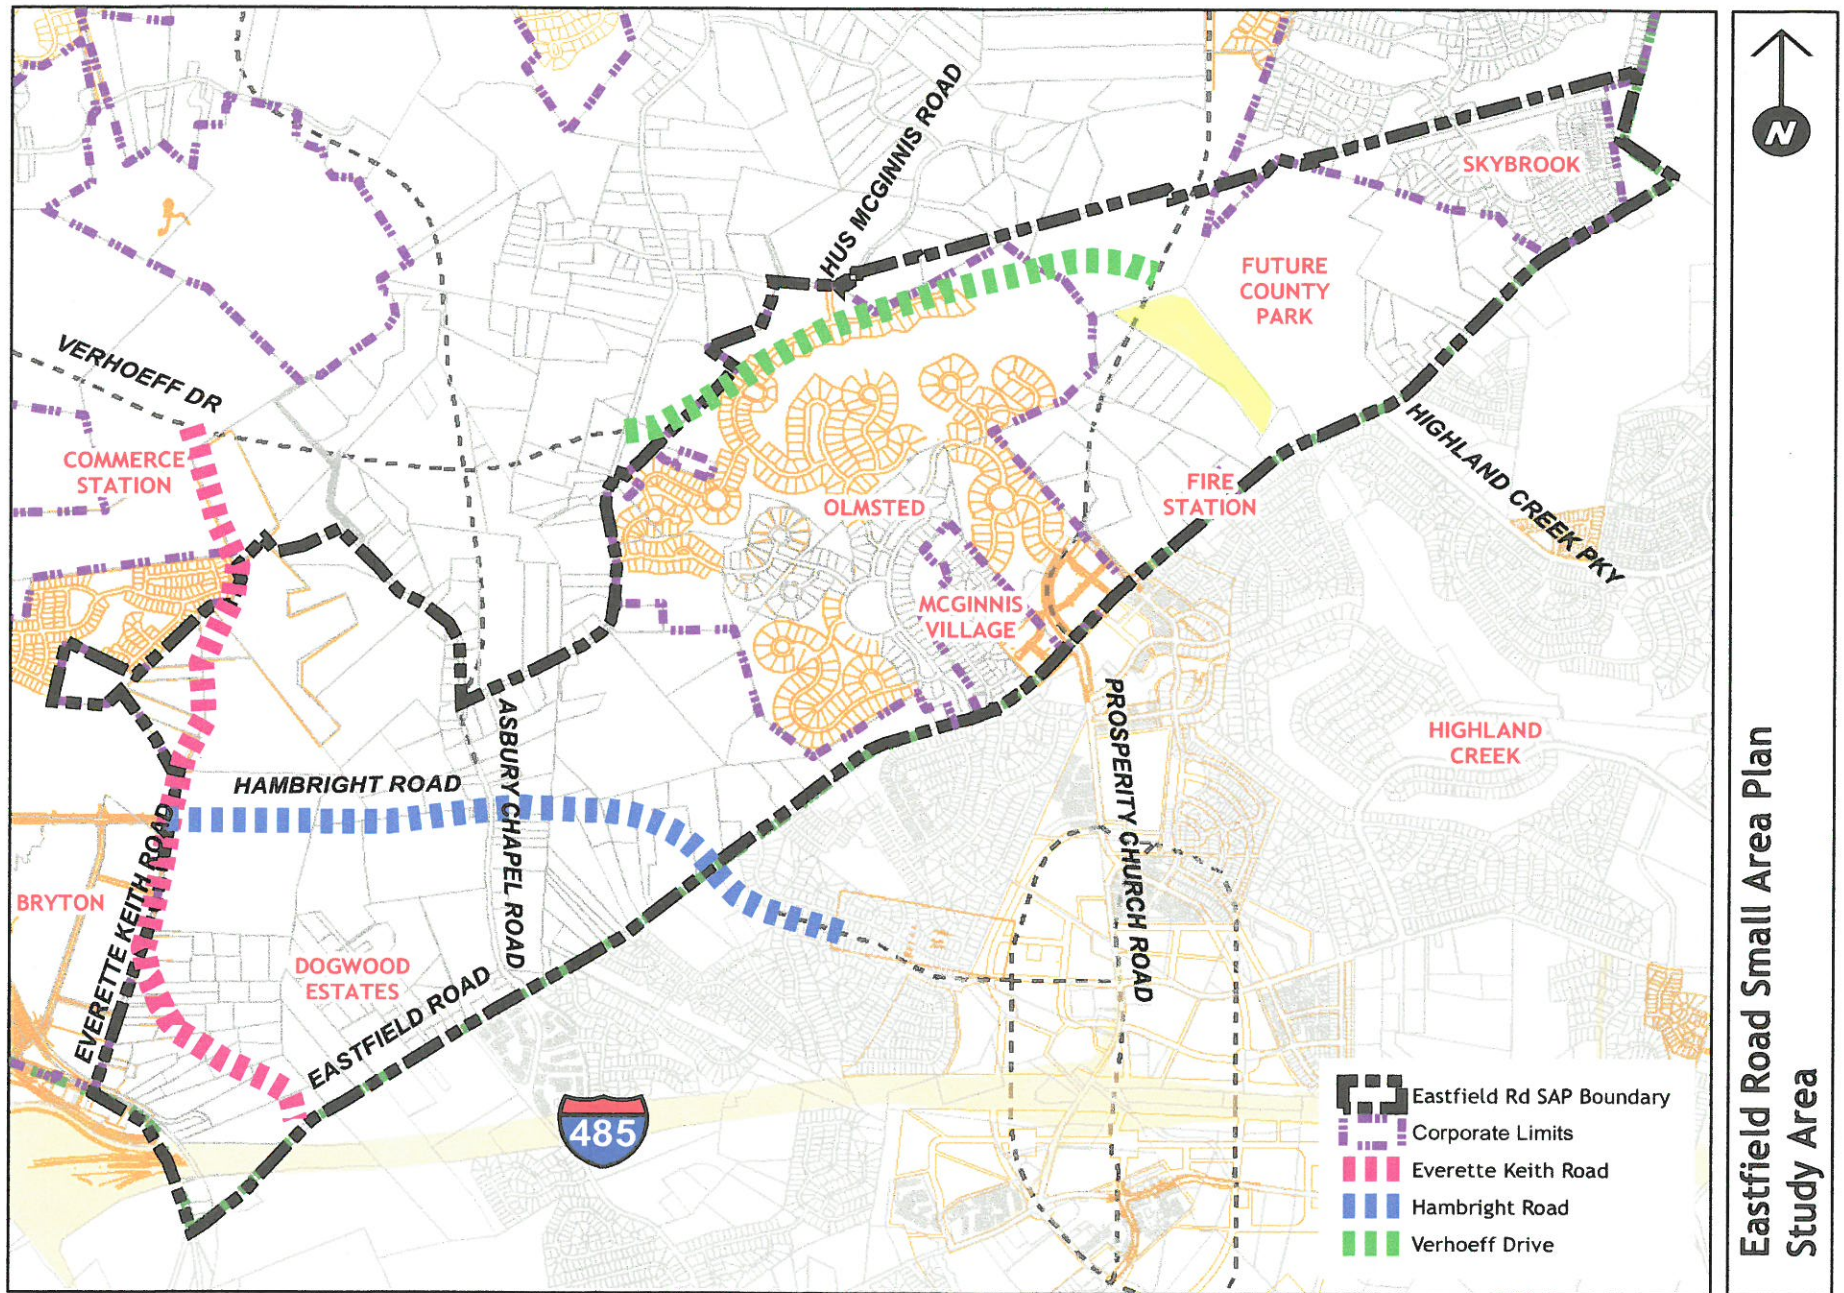 HUS MCGINNIS ROAD
SKYBROOK
FUTURE
COUNTY
PARK
VERHOEFF DR
COMMERCE
STATION
HIGHLAND CREEK PKY
FIRE
STATION
OLMSTED
MCGINNIS
VILLAGE
ASBURY CHAPEL ROAD
PROSPERITY CHURCH ROAD
HIGHLAND
CREEK
HAMBRIGHT ROAD
EVERETTE KEITH ROAD
BRYTON
DOGWOOD
ESTATES
EASTFIELD ROAD
485
Eastfield Rd SAP Boundary
Corporate Limits
Everette Keith Road
Hambright Road
Verhoeff Drive
N
Eastfield Road Small Area Plan
Study Area